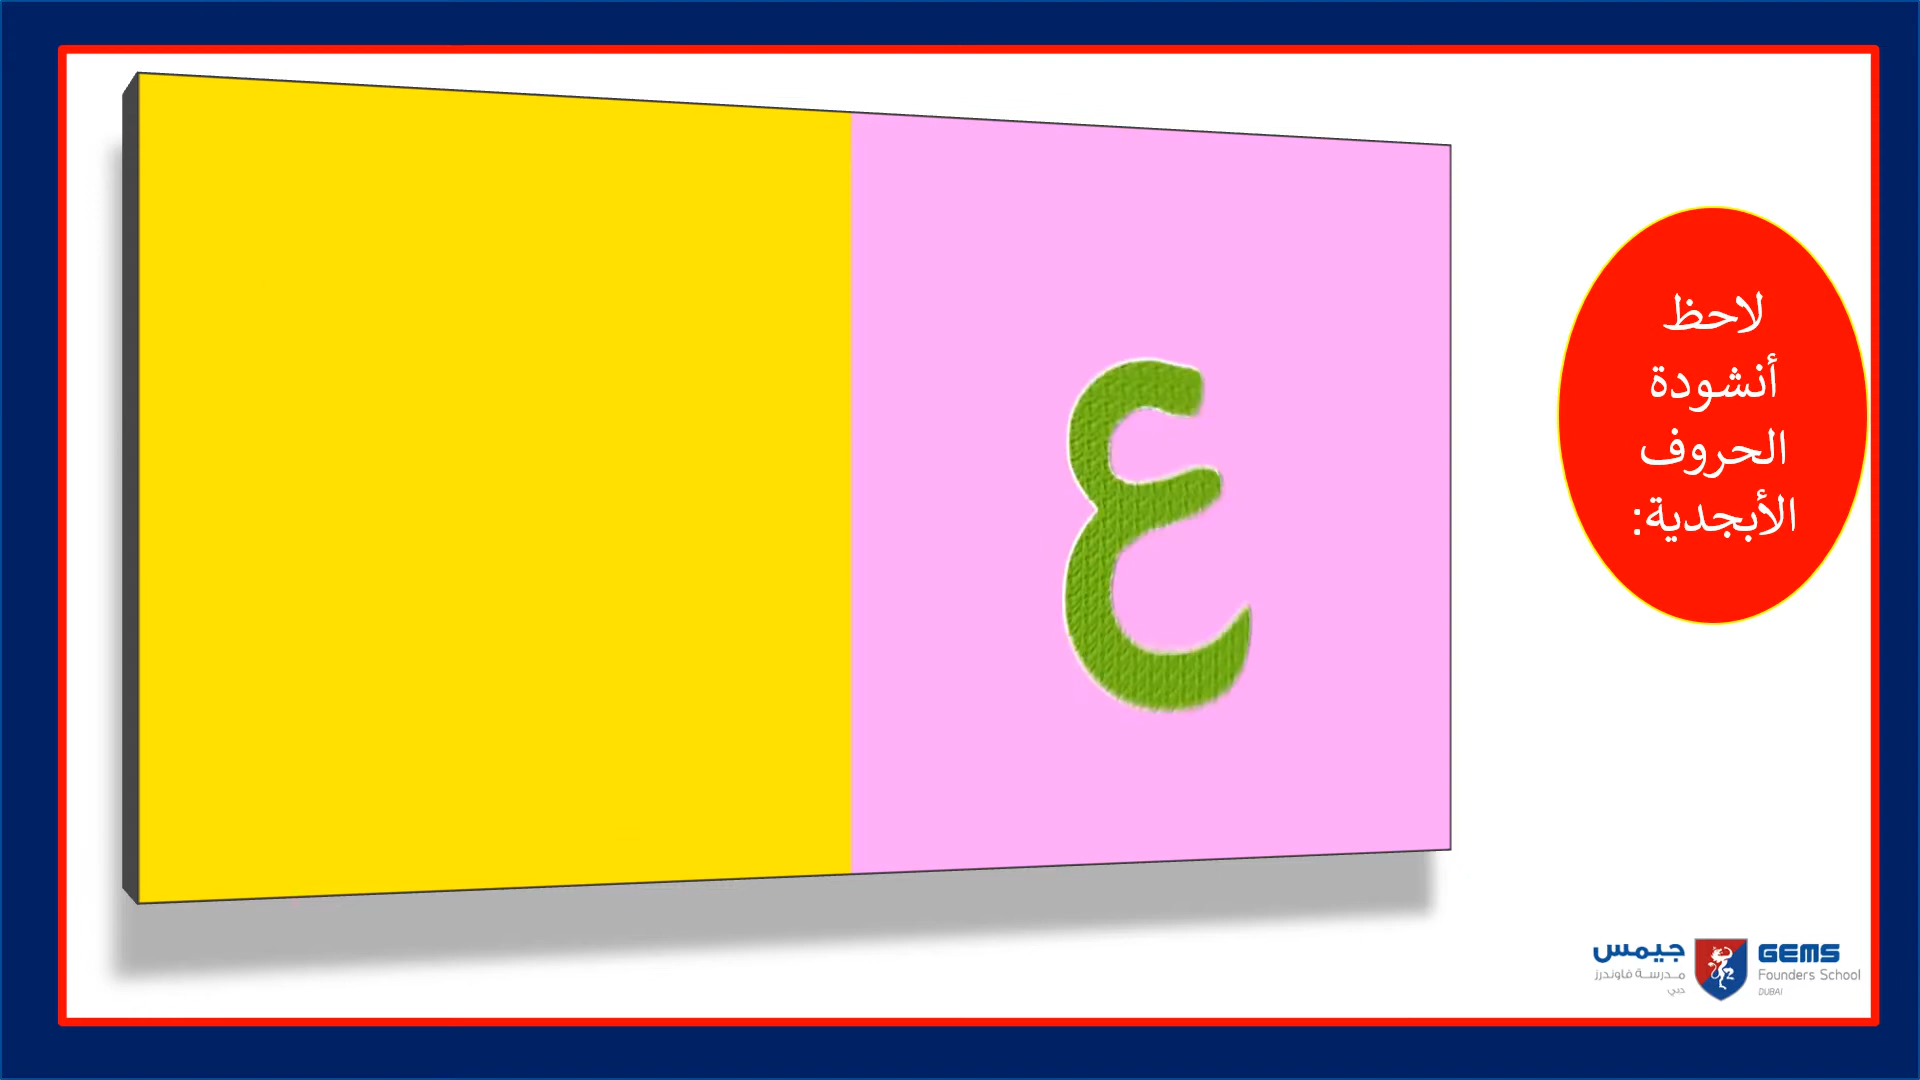 لاحظ
أنشودة
الحروف
الأبجدية:
ع
جيمس
مدرسة فاوندرز
دبي
GEMS
Founders School
DUBAI